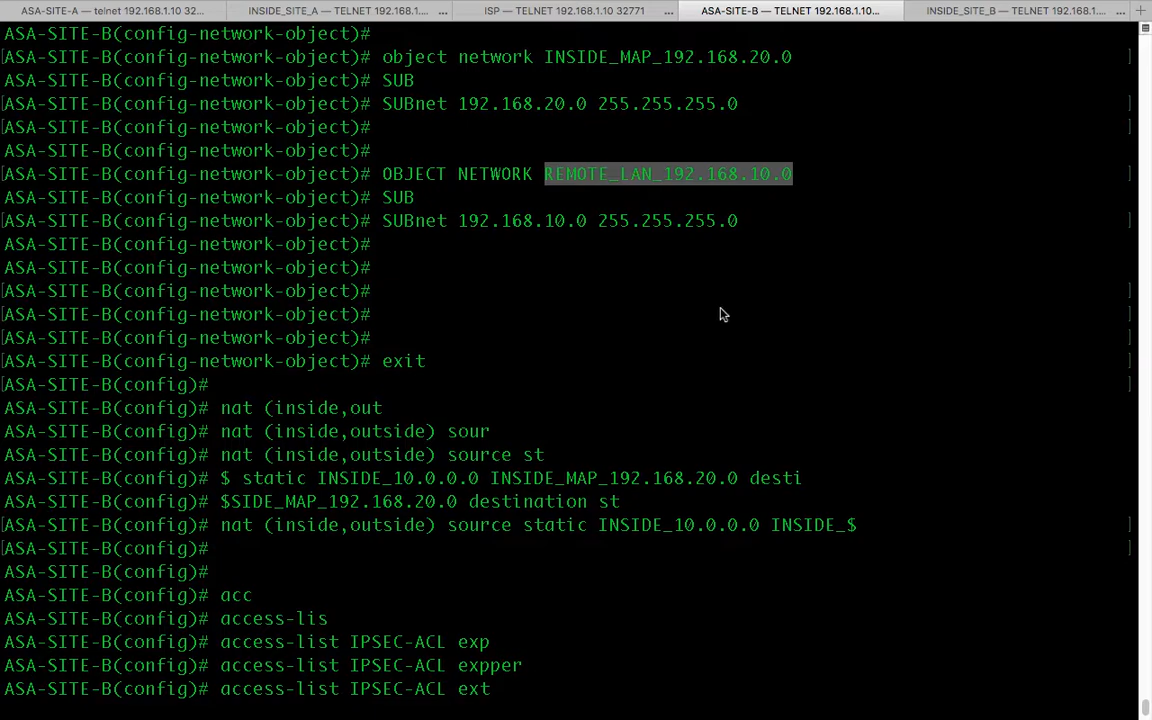 ASA-SITE-A — telnet 192.168.1.10 32... INSIDE_SITE_A — TELNET 192.168.1.... ... ISP — TELNET 192.168.1.10 32771 ... ASA-SITE-B — TELNET 192.168.1.10... INSIDE_SITE_B — TELNET 192.168.1.... ... +
ASA-SITE-B(config-network-object)#
[ASA-SITE-B(config-network-object)# object network INSIDE_MAP_192.168.20.0 ]
ASA-SITE-B(config-network-object)# SUB
[ASA-SITE-B(config-network-object)# SUBnet 192.168.20.0 255.255.255.0 ]
[ASA-SITE-B(config-network-object)# ]
ASA-SITE-B(config-network-object)#
[ASA-SITE-B(config-network-object)# OBJECT NETWORK REMOTE_LAN_192.168.10.0 ]
ASA-SITE-B(config-network-object)# SUB
[ASA-SITE-B(config-network-object)# SUBnet 192.168.10.0 255.255.255.0 ]
ASA-SITE-B(config-network-object)#
ASA-SITE-B(config-network-object)#
[ASA-SITE-B(config-network-object)# ]
[ASA-SITE-B(config-network-object)# ]
[ASA-SITE-B(config-network-object)# ]
[ASA-SITE-B(config-network-object)# exit ]
[ASA-SITE-B(config)# ]
ASA-SITE-B(config)# nat (inside,out
ASA-SITE-B(config)# nat (inside,outside) sour
ASA-SITE-B(config)# nat (inside,outside) source st
ASA-SITE-B(config)# $ static INSIDE_10.0.0.0 INSIDE_MAP_192.168.20.0 desti
ASA-SITE-B(config)# $SIDE_MAP_192.168.20.0 destination st
ASA-SITE-B(config)# nat (inside,outside) source static INSIDE_10.0.0.0 INSIDE_$ ]
[ASA-SITE-B(config)# ]
ASA-SITE-B(config)#
ASA-SITE-B(config)# acc
ASA-SITE-B(config)# access-lis
ASA-SITE-B(config)# access-list IPSEC-ACL exp
ASA-SITE-B(config)# access-list IPSEC-ACL expper
ASA-SITE-B(config)# access-list IPSEC-ACL ext